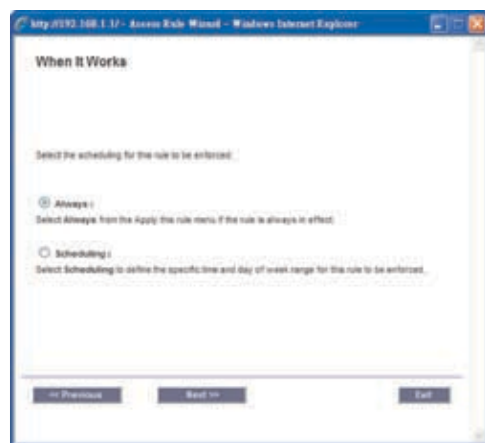 http://192.168.1.1/ - Access Rule Wizard - Windows Internet Explorer
When It Works
Select the scheduling for this rule to be enforced.
Always :
Select Always from the Apply this rule menu if the rule is always in effect.
Scheduling :
Select Scheduling to define the specific time and day of week range for this rule to be enforced.
<< Previous
Next >>
Exit